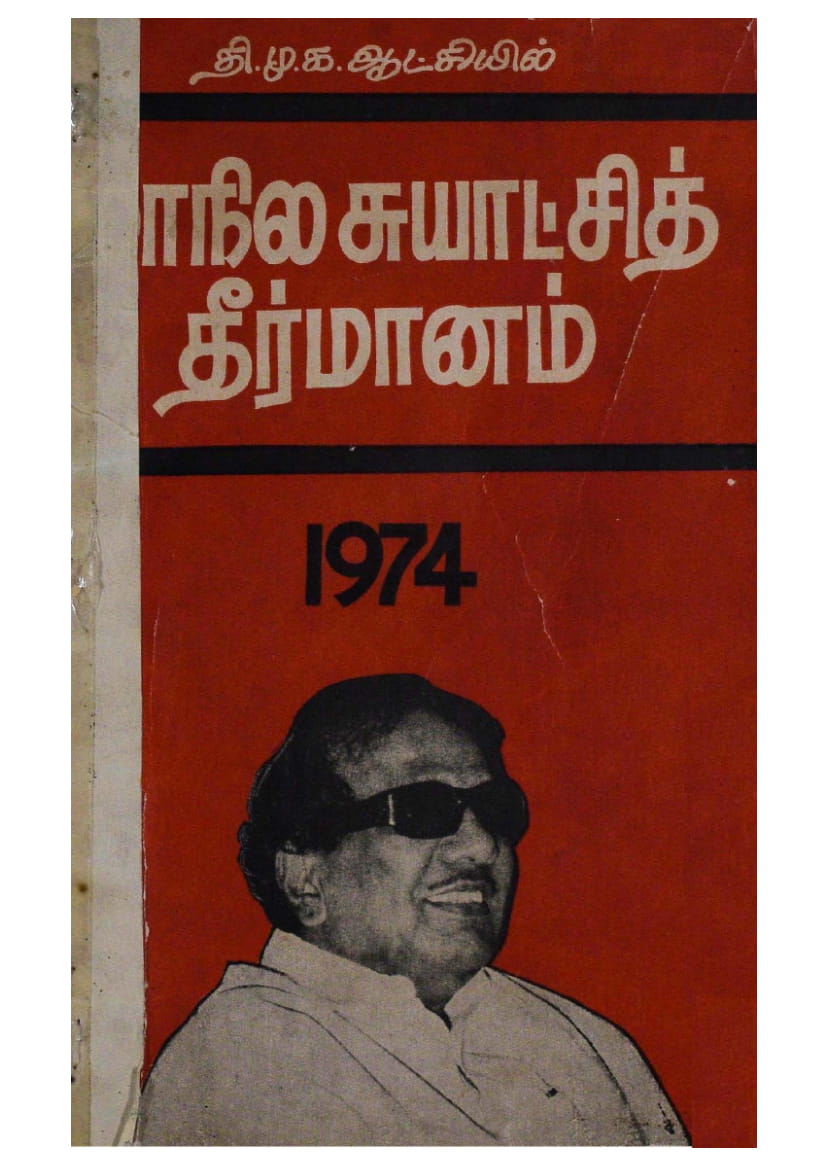 தி.மு.க. ஆட்சியில்
ாநில சுயாட்சித்
தீர்மானம்
1974